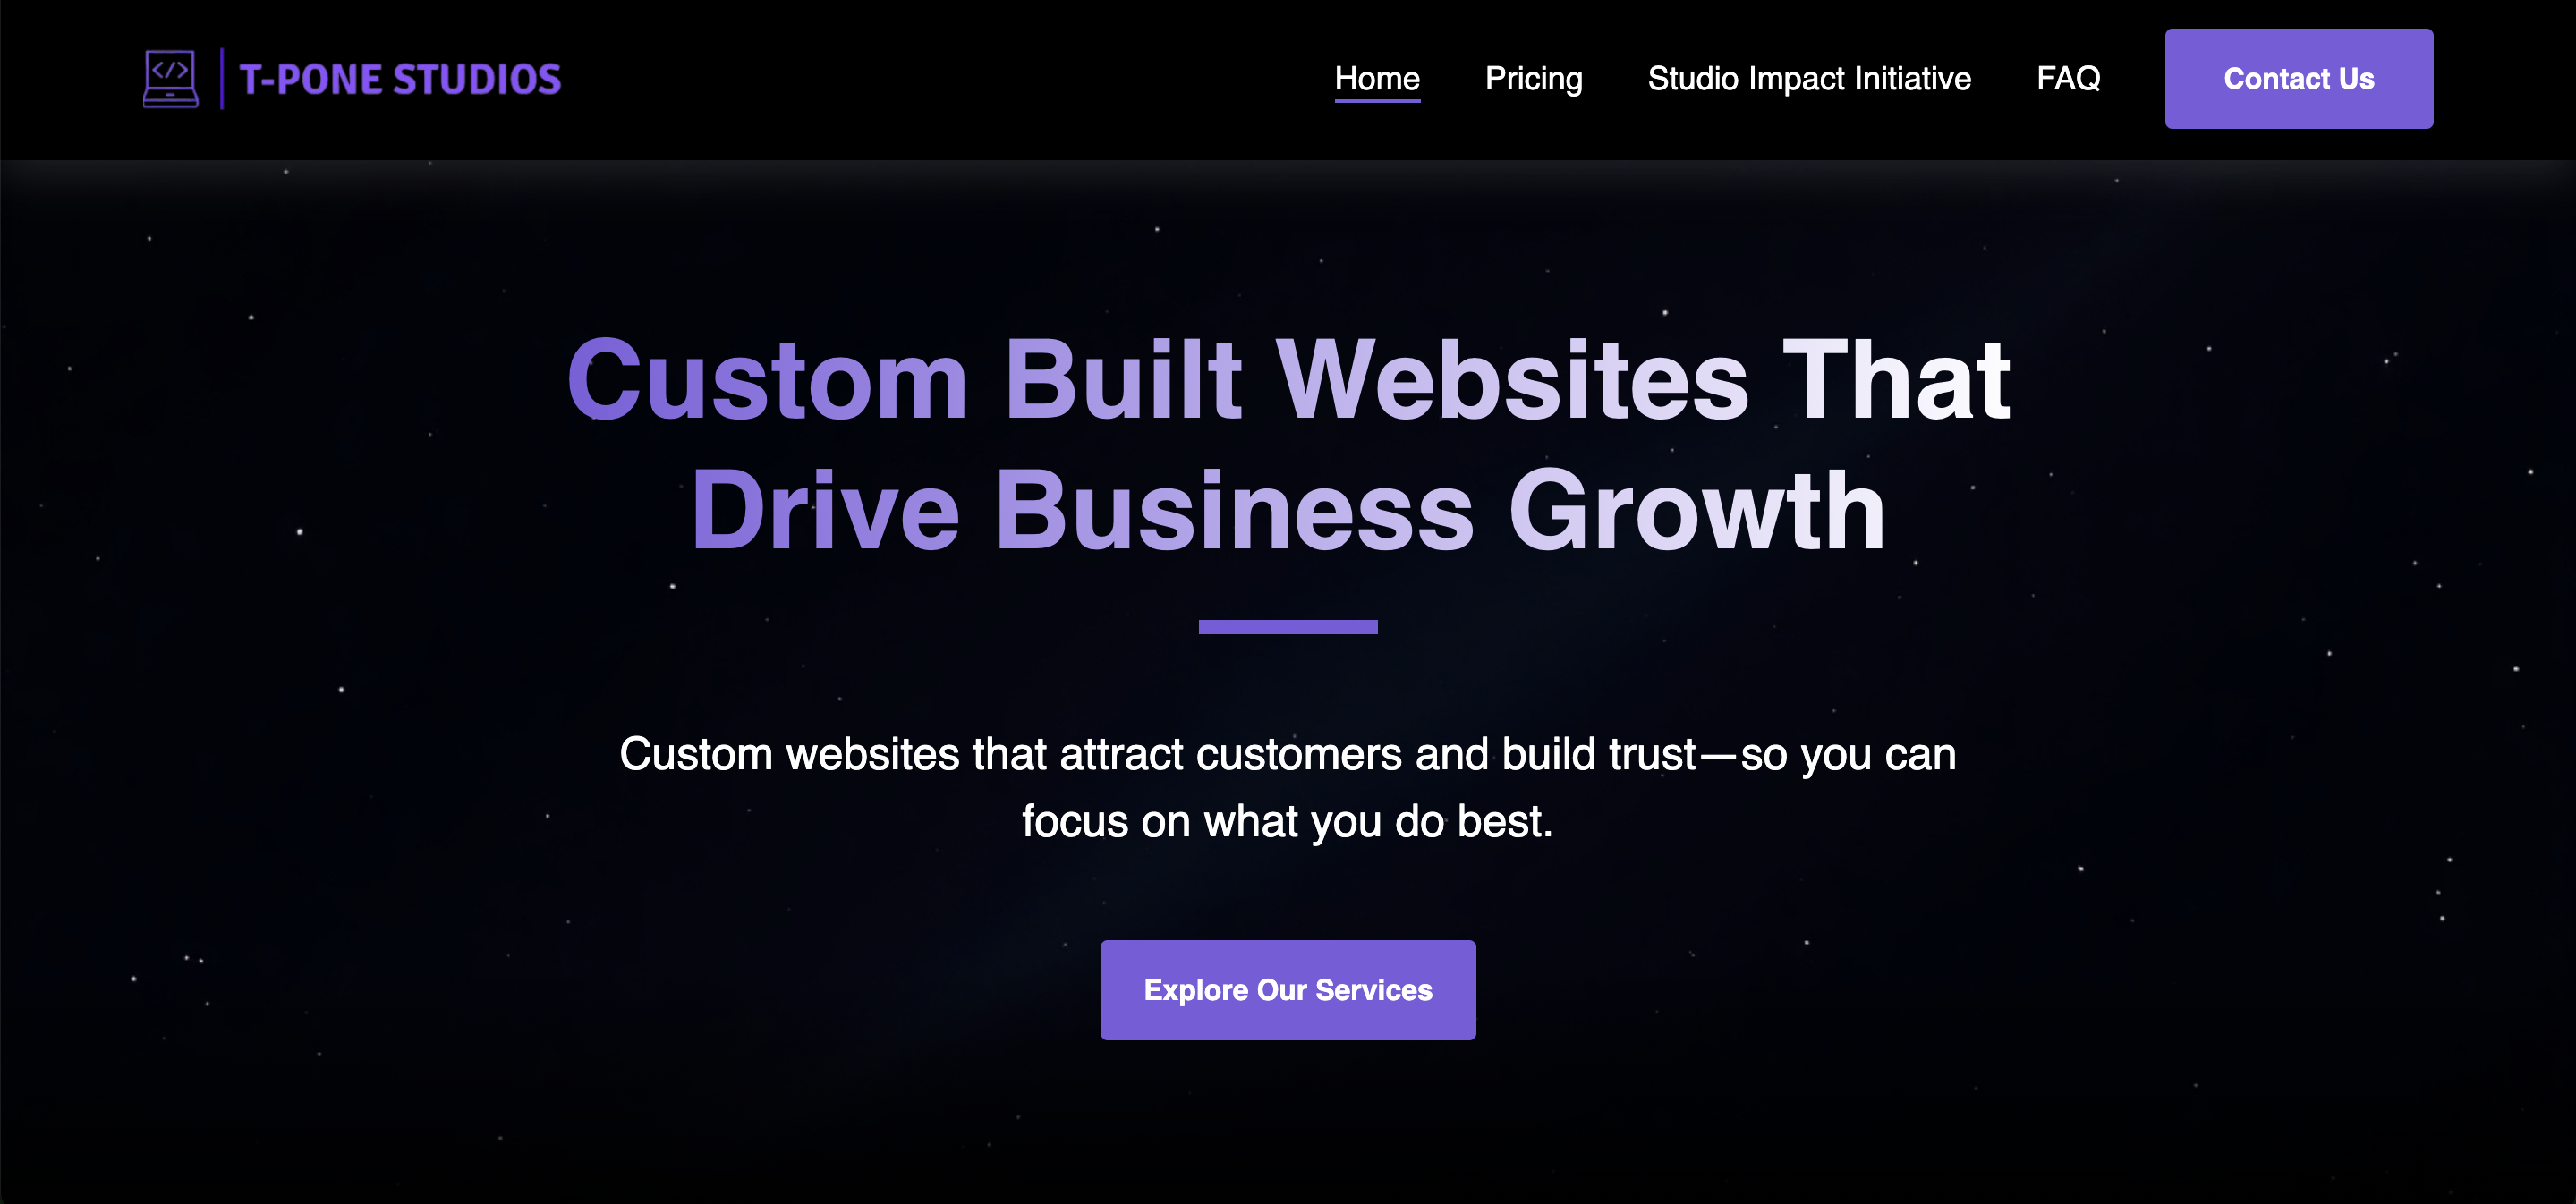 </> T-PONE STUDIOS
Home Pricing Studio Impact Initiative FAQ Contact Us
Custom Built Websites That
Drive Business Growth
Custom websites that attract customers and build trust—so you can
focus on what you do best.
Explore Our Services